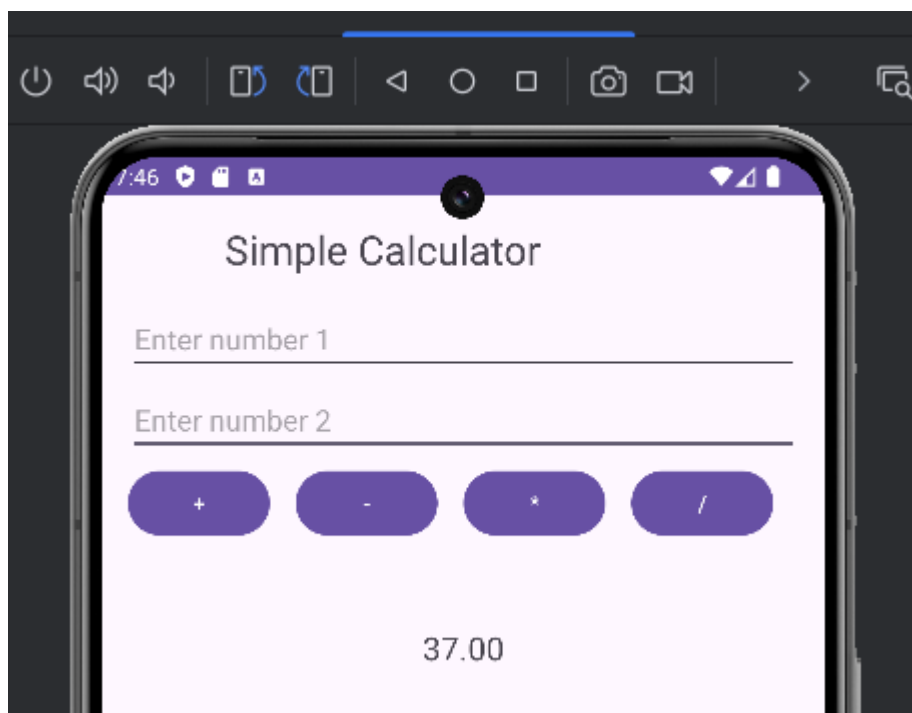 7:46
Simple Calculator
Enter number 1
Enter number 2
+ - * /
37.00